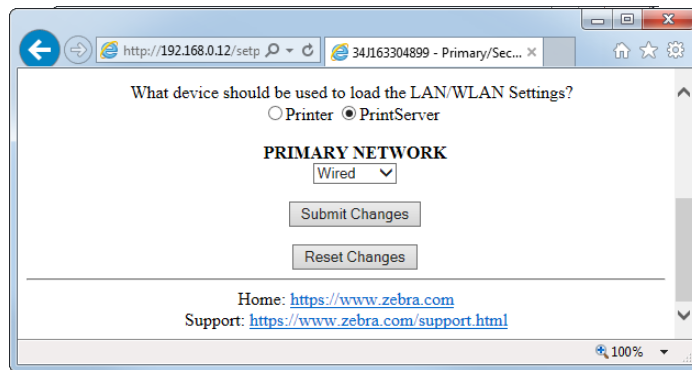 http://192.168.0.12/setp
34J163304899 - Primary/Sec...
What device should be used to load the LAN/WLAN Settings?
Printer PrintServer
PRIMARY NETWORK
Wired
Submit Changes
Reset Changes
Home: https://www.zebra.com
Support: https://www.zebra.com/support.html
100%